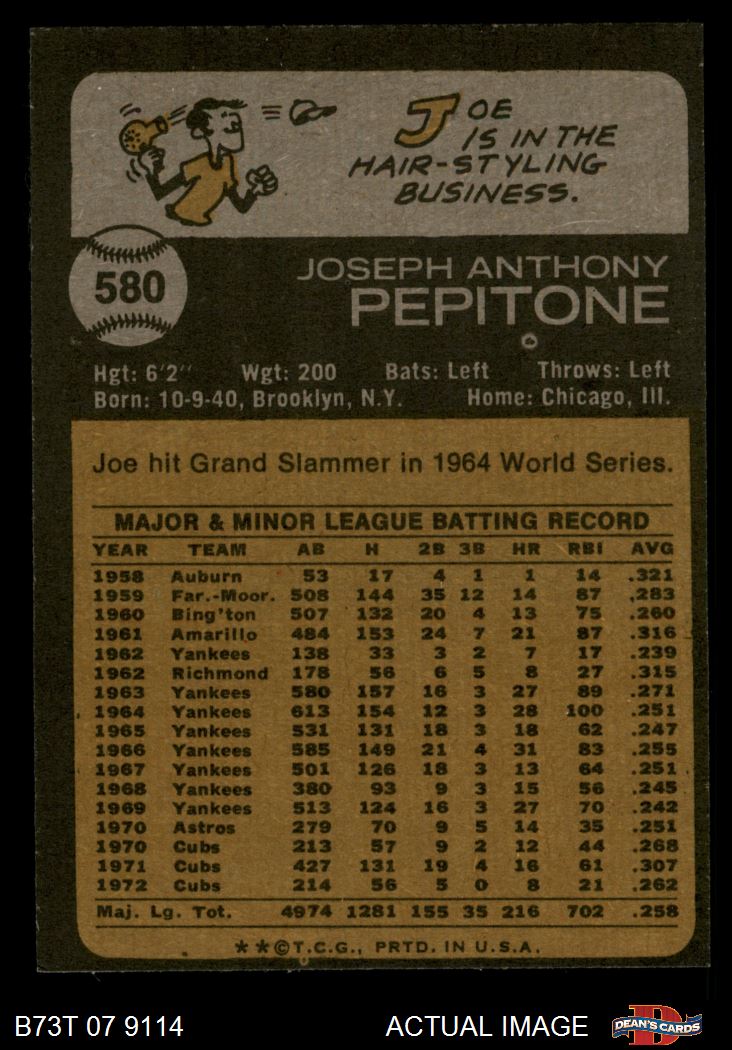 JOE
IS IN THE
HAIR-STYLING
BUSINESS.
580
JOSEPH ANTHONY
PEPITONE
Hgt: 6'2" Wgt: 200 Bats: Left Throws: Left
Born: 10-9-40, Brooklyn, N.Y. Home: Chicago, Ill.
Joe hit Grand Slammer in 1964 World Series.
MAJOR & MINOR LEAGUE BATTING RECORD
YEAR TEAM AB H 2B 3B HR RBI AVG
1958 Auburn 53 17 4 1 1 14 .321
1959 Far.-Moor. 508 144 35 12 14 87 .283
1960 Bing'ton 507 132 20 4 13 75 .260
1961 Amarillo 484 153 24 7 21 87 .316
1962 Yankees 138 33 3 2 7 17 .239
1962 Richmond 178 56 6 5 8 27 .315
1963 Yankees 580 157 16 3 27 89 .271
1964 Yankees 613 154 12 3 28 100 .251
1965 Yankees 531 131 18 3 18 62 .247
1966 Yankees 585 149 21 4 31 83 .255
1967 Yankees 501 126 18 3 13 64 .251
1968 Yankees 380 93 9 3 15 56 .245
1969 Yankees 513 124 16 3 27 70 .242
1970 Astros 279 70 9 5 14 35 .251
1970 Cubs 213 57 9 2 12 44 .268
1971 Cubs 427 131 19 4 16 61 .307
1972 Cubs 214 56 5 0 8 21 .262
Maj. Lg. Tot. 4974 1281 155 35 216 702 .258
**©T.C.G., PRTD. IN U.S.A.
B73T 07 9114 ACTUAL IMAGE
D
DEAN'S CARDS